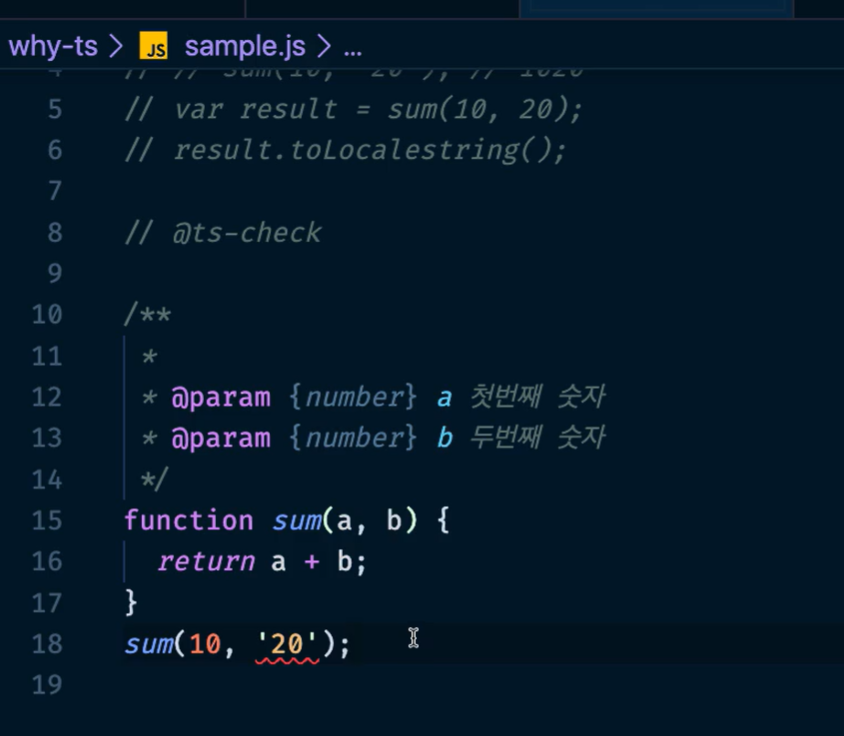 why-ts > JS sample.js > ...
4 // // sum(10, '20'); // 1020
5 // var result = sum(10, 20);
6 // result.toLocalestring();
7
8 // @ts-check
9
10 /**
11 *
12 * @param {number} a 첫번째 숫자
13 * @param {number} b 두번째 숫자
14 */
15 function sum(a, b) {
16 return a + b;
17 }
18 sum(10, '20');
19